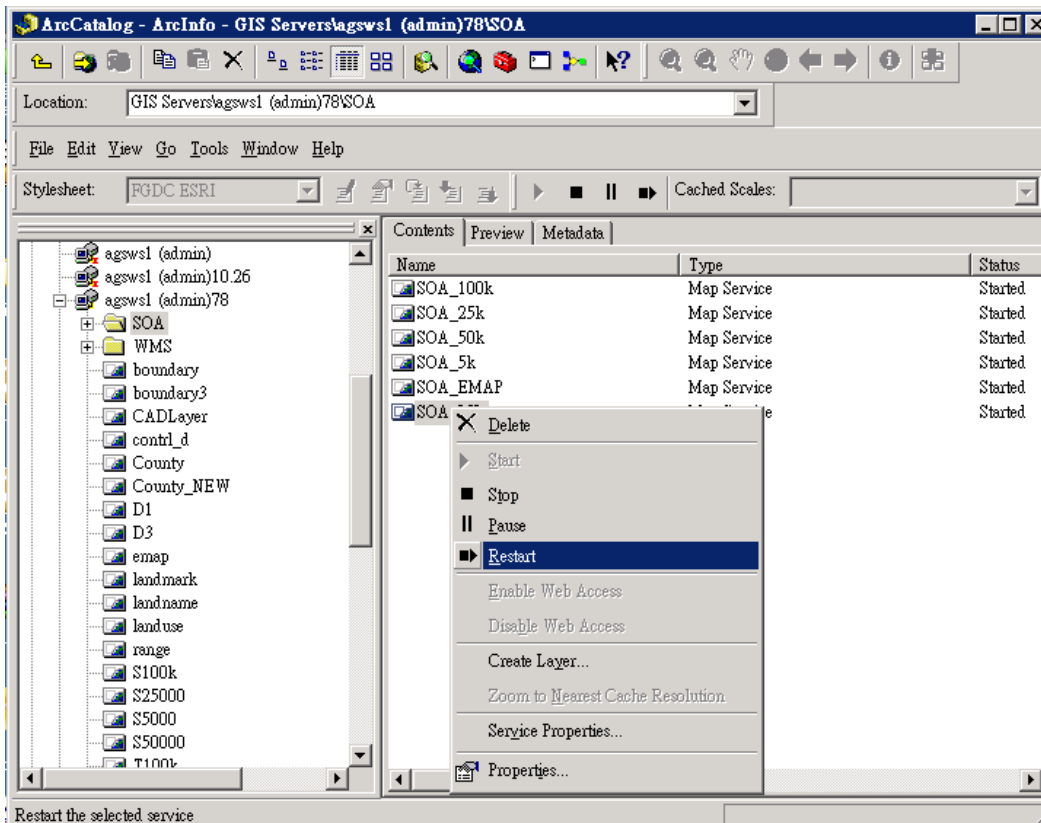 ArcCatalog - ArcInfo - GIS Servers\agsws1 (admin)78\SOA
Location: GIS Servers\agsws1 (admin)78\SOA
File Edit View Go Tools Window Help
Stylesheet: FGDC ESRI Cached Scales:
Contents Preview Metadata
agsws1 (admin)
agsws1 (admin)10.26
agsws1 (admin)78
SOA
WMS
boundary
boundary3
CADLayer
contrl_d
County
County_NEW
D1
D3
emap
landmark
landname
landuse
range
S100k
S25000
S5000
S50000
T100k
Name Type Status
SOA_100k Map Service Started
SOA_25k Map Service Started
SOA_50k Map Service Started
SOA_5k Map Service Started
SOA_EMAP Map Service Started
SOA Started
Delete
Start
Stop
Pause
Restart
Enable Web Access
Disable Web Access
Create Layer...
Zoom to Nearest Cache Resolution
Service Properties...
Properties...
Restart the selected service